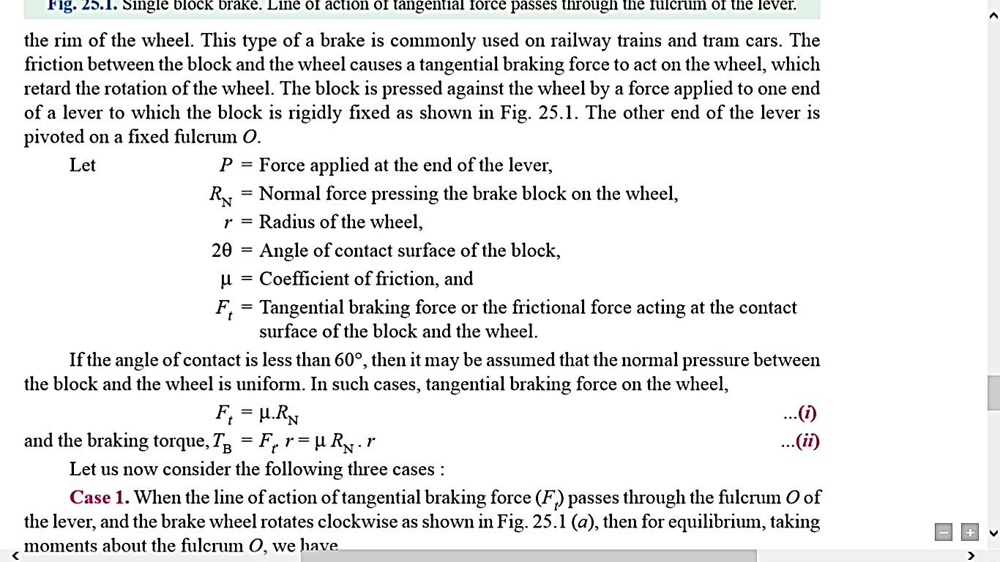 Fig. 25.1. Single block brake. Line of action of tangential force passes through the fulcrum of the lever.
the rim of the wheel. This type of a brake is commonly used on railway trains and tram cars. The
friction between the block and the wheel causes a tangential braking force to act on the wheel, which
retard the rotation of the wheel. The block is pressed against the wheel by a force applied to one end
of a lever to which the block is rigidly fixed as shown in Fig. 25.1. The other end of the lever is
pivoted on a fixed fulcrum O.
Let P = Force applied at the end of the lever,
R_N = Normal force pressing the brake block on the wheel,
r = Radius of the wheel,
2θ = Angle of contact surface of the block,
μ = Coefficient of friction, and
F_t = Tangential braking force or the frictional force acting at the contact
surface of the block and the wheel.
If the angle of contact is less than 60°, then it may be assumed that the normal pressure between
the block and the wheel is uniform. In such cases, tangential braking force on the wheel,
F_t = μ.R_N ...(i)
and the braking torque, T_B = F_t. r = μ R_N . r ...(ii)
Let us now consider the following three cases :
Case 1. When the line of action of tangential braking force (F_t) passes through the fulcrum O of
the lever, and the brake wheel rotates clockwise as shown in Fig. 25.1 (a), then for equilibrium, taking
moments about the fulcrum O, we have